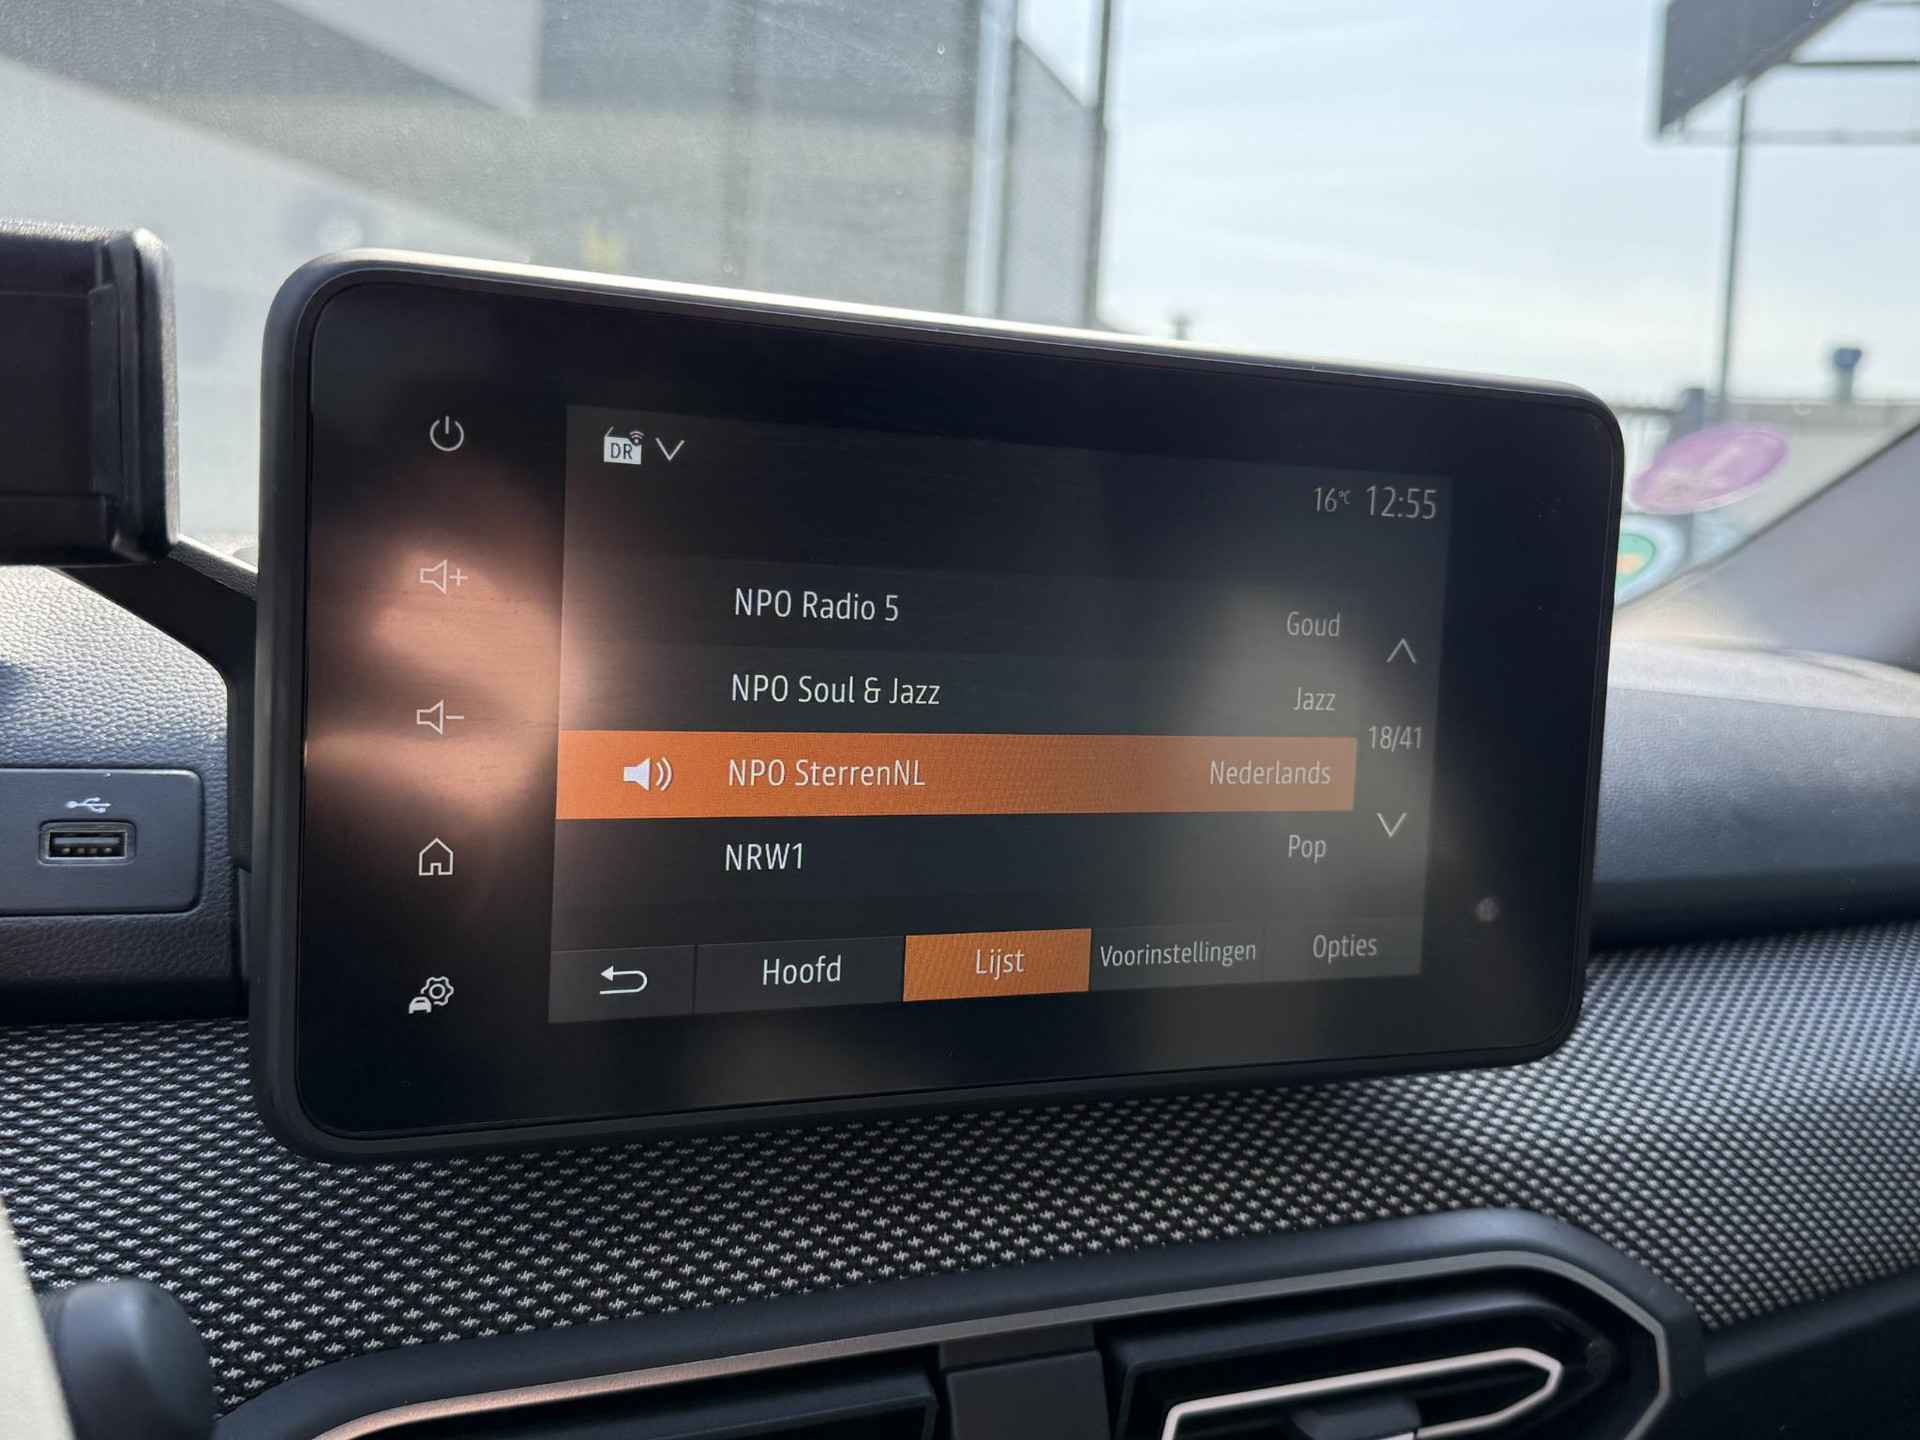 DR
16°C 12:55
NPO Radio 5 Goud
NPO Soul & Jazz Jazz
18/41
NPO SterrenNL Nederlands
NRW1 Pop
Hoofd Lijst Voorinstellingen Opties